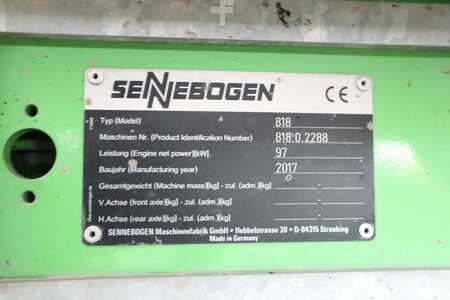 SENNEBOGEN
CE
Typ (Model) 818
Maschinen Nr. (Product Identification Number) 818.0.2288
Leistung (Engine net power)[kW] 97
Baujahr (Manufacturing year) 2017
Gesamtgewicht (Machine mass)[kg] - zul. (adm.)[kg] - -
V.Achse (front axle)[kg] - zul. (adm.)[kg] - -
H.Achse (rear axle)[kg] - zul. (adm.)[kg] - -
SENNEBOGEN Maschinenfabrik GmbH • Hebbelstrasse 30 • D-94315 Straubing
Made in Germany